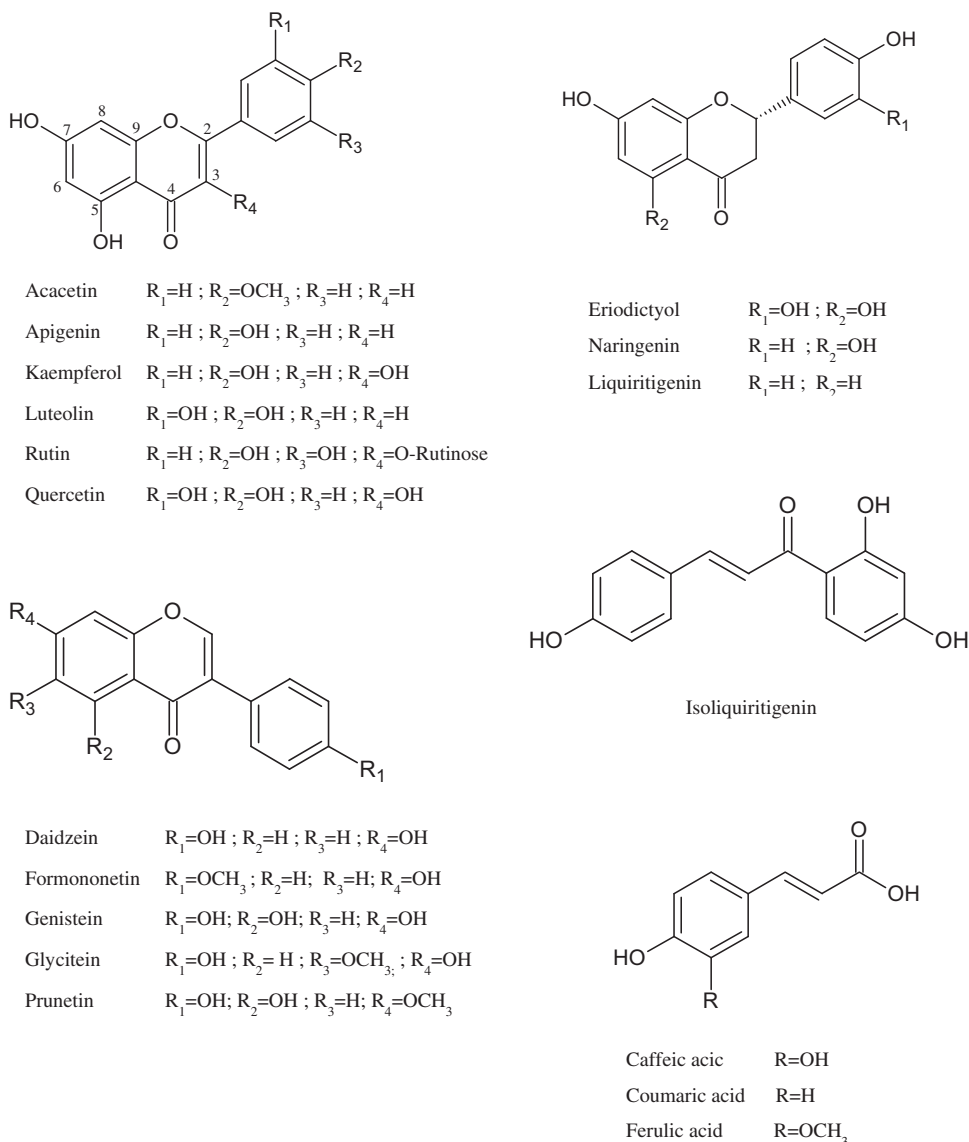 R₁
R₂
R₃
R₄
HO
OH
O
O
2
3
4
5
6
7
8
9
Acacetin R₁=H ; R₂=OCH₃ ; R₃=H ; R₄=H
Apigenin R₁=H ; R₂=OH ; R₃=H ; R₄=H
Kaempferol R₁=H ; R₂=OH ; R₃=H ; R₄=OH
Luteolin R₁=OH ; R₂=OH ; R₃=H ; R₄=H
Rutin R₁=H ; R₂=OH ; R₃=OH ; R₄=O-Rutinose
Quercetin R₁=OH ; R₂=OH ; R₃=H ; R₄=OH
OH
HO
O
R₁
R₂
O
Eriodictyol R₁=OH ; R₂=OH
Naringenin R₁=H ; R₂=OH
Liquiritigenin R₁=H ; R₂=H
O
OH
HO
OH
Isoliquiritigenin
R₄
O
R₃
R₂
O
R₁
Daidzein R₁=OH ; R₂=H ; R₃=H ; R₄=OH
Formononetin R₁=OCH₃ ; R₂=H; R₃=H; R₄=OH
Genistein R₁=OH; R₂=OH; R₃=H; R₄=OH
Glycitein R₁=OH ; R₂= H ; R₃=OCH₃; ; R₄=OH
Prunetin R₁=OH; R₂=OH ; R₃=H; R₄=OCH₃
O
OH
HO
R
Caffeic acic R=OH
Coumaric acid R=H
Ferulic acid R=OCH₃